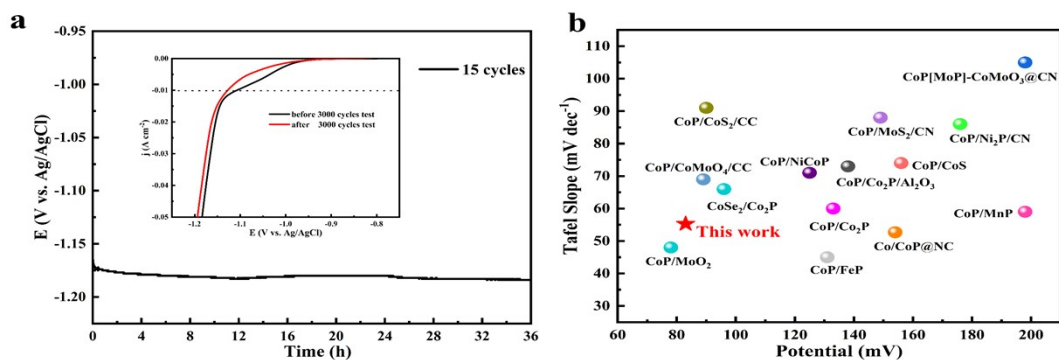 a
E (V vs. Ag/AgCl)
-0.95
-1.00
-1.05
-1.10
-1.15
-1.20
0 4 8 12 16 20 24 28 32 36
Time (h)
15 cycles
j (A cm⁻²)
0.00
-0.01
-0.02
-0.03
-0.04
-0.05
-1.2 -1.1 -1.0 -0.9 -0.8
E (V vs. Ag/AgCl)
before 3000 cycles test
after 3000 cycles test
b
Tafel Slope (mV dec⁻¹)
110
100
90
80
70
60
50
40
30
60 80 100 120 140 160 180 200
Potential (mV)
CoP[MoP]-CoMoO₃@CN
CoP/CoS₂/CC
CoP/MoS₂/CN
CoP/Ni₂P/CN
CoP/CoMoO₄/CC
CoP/NiCoP
CoP/CoS
CoP/Co₂P/Al₂O₃
CoSe₂/Co₂P
CoP/MnP
This work
CoP/Co₂P
Co/CoP@NC
CoP/MoO₂
CoP/FeP